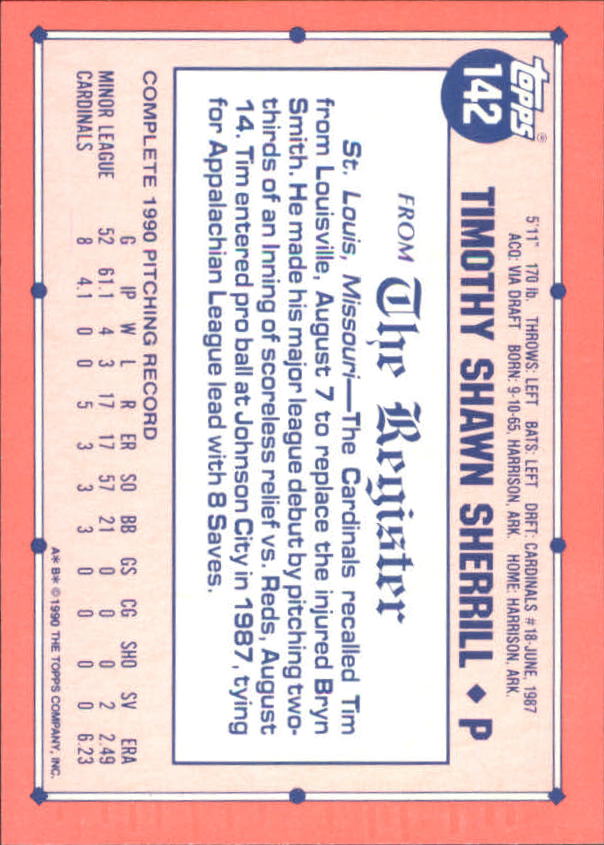 topps®
142
TIMOTHY SHAWN SHERRILL ◆ P
5'11" 170 lb. THROWS: LEFT BATS: LEFT DRFT: CARDINALS #18-JUNE, 1987
ACQ: VIA DRAFT BORN: 9-10-65, HARRISON, ARK. HOME: HARRISON, ARK.
FROM The Register
St. Louis, Missouri—The Cardinals recalled Tim
from Louisville, August 7 to replace the injured Bryn
Smith. He made his major league debut by pitching two-
thirds of an Inning of scoreless relief vs. Reds, August
14. Tim entered pro ball at Johnson City in 1987, tying
for Appalachian League lead with 8 Saves.
COMPLETE 1990 PITCHING RECORD
G IP W L R ER SO BB GS CG SHO SV ERA
MINOR LEAGUE 52 61.1 4 3 17 17 57 21 0 0 0 2 2.49
CARDINALS 8 4.1 0 0 5 3 3 3 0 0 0 0 6.23
A* B* © 1990 THE TOPPS COMPANY, INC.